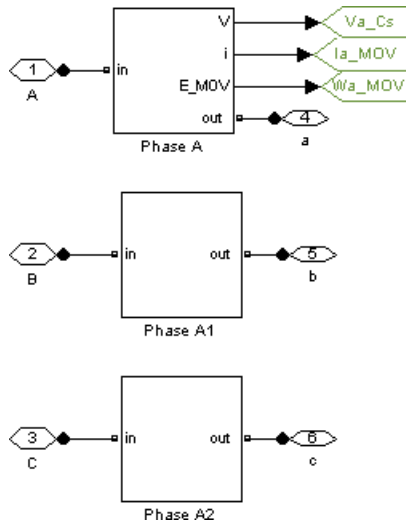 V Va_Cs
1 in i Ia_MOV
A E_MOV Wa_MOV
out 4
Phase A a
2 in out 5
B b
Phase A1
3 in out 6
C c
Phase A2